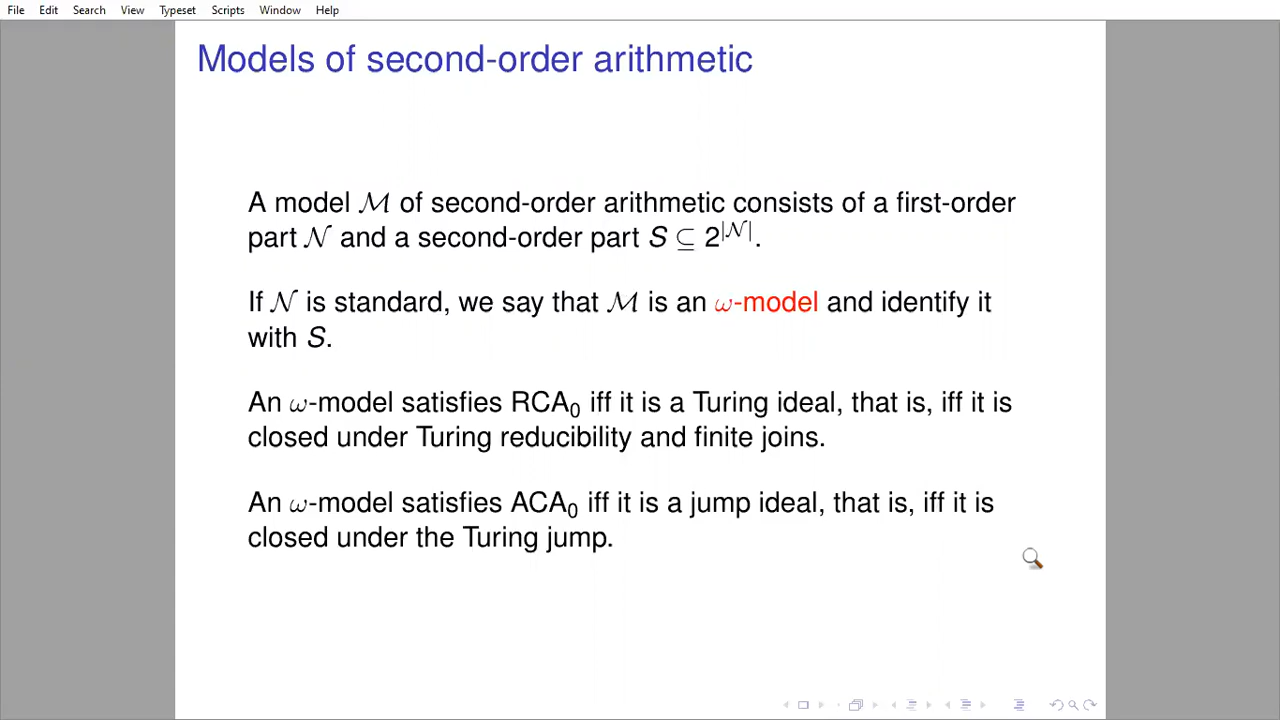 File Edit Search View Typeset Scripts Window Help
Models of second-order arithmetic
A model ℳ of second-order arithmetic consists of a first-order
part 𝒩 and a second-order part S ⊆ 2^|𝒩|.
If 𝒩 is standard, we say that ℳ is an ω-model and identify it
with S.
An ω-model satisfies RCA₀ iff it is a Turing ideal, that is, iff it is
closed under Turing reducibility and finite joins.
An ω-model satisfies ACA₀ iff it is a jump ideal, that is, iff it is
closed under the Turing jump.